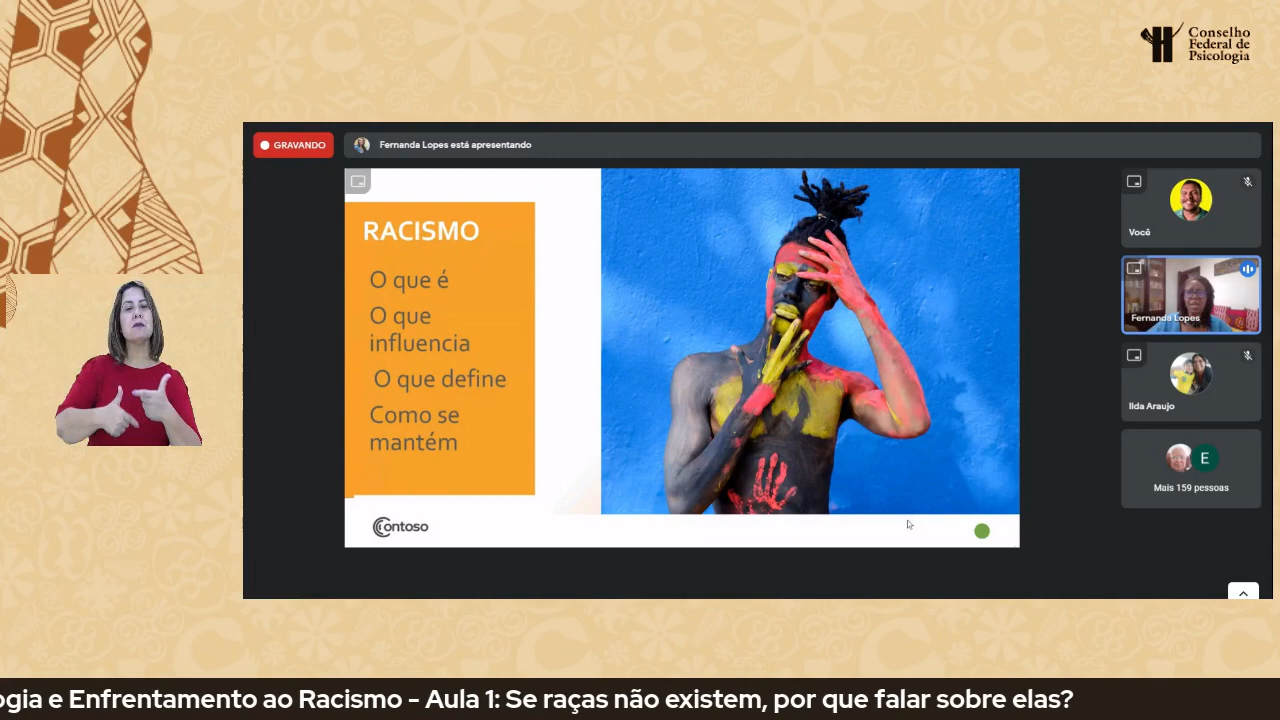 Conselho
Federal de
Psicologia
GRAVANDO
Fernanda Lopes está apresentando
RACISMO
O que é
O que
influencia
O que define
Como se
mantém
Contoso
Você
Fernanda Lopes
Ilda Araujo
E
Mais 159 pessoas
ogia e Enfrentamento ao Racismo - Aula 1: Se raças não existem, por que falar sobre elas?